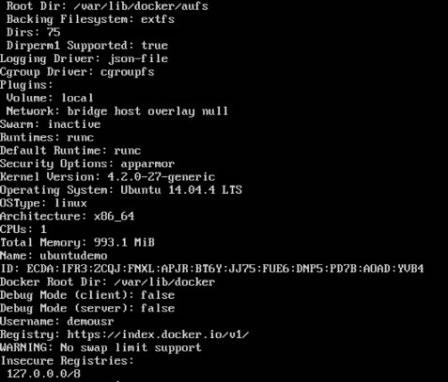 Root Dir: /var/lib/docker/aufs
Backing Filesystem: extfs
Dirs: 75
Dirperm1 Supported: true
Logging Driver: json-file
Cgroup Driver: cgroupfs
Plugins:
Volume: local
Network: bridge host overlay null
Swarm: inactive
Runtimes: runc
Default Runtime: runc
Security Options: apparmor
Kernel Version: 4.2.0-27-generic
Operating System: Ubuntu 14.04.4 LTS
OSType: linux
Architecture: x86_64
CPUs: 1
Total Memory: 993.1 MiB
Name: ubuntudemo
ID: ECDA:IFR3:ZCQJ:FNXL:APJR:BT6Y:JJ75:FUE6:DNP5:PD7B:AOAD:YVB4
Docker Root Dir: /var/lib/docker
Debug Mode (client): false
Debug Mode (server): false
Username: demousr
Registry: https://index.docker.io/v1/
WARNING: No swap limit support
Insecure Registries:
127.0.0.0/8